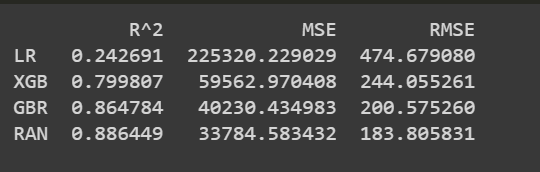 R^2 MSE RMSE
LR 0.242691 225320.229029 474.679080
XGB 0.799807 59562.970408 244.055261
GBR 0.864784 40230.434983 200.575260
RAN 0.886449 33784.583432 183.805831